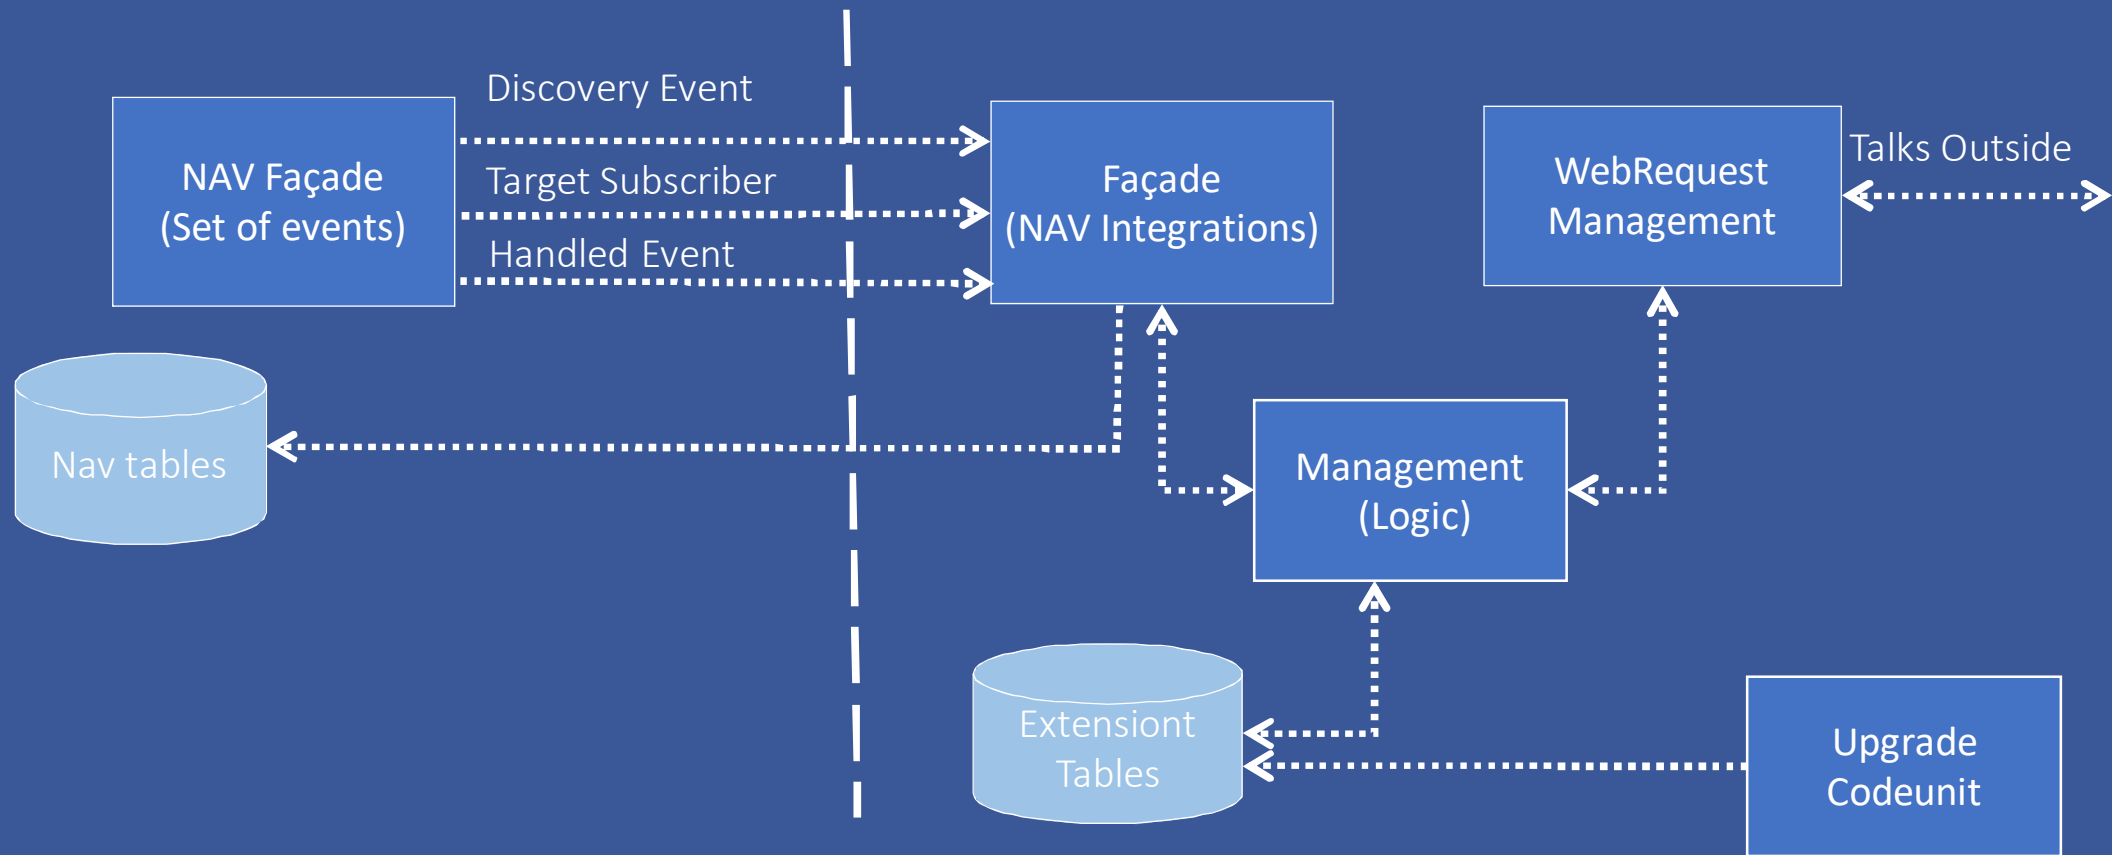 Discovery Event
NAV Façade
(Set of events)
Target Subscriber
Handled Event
Façade
(NAV Integrations)
WebRequest
Management
Talks Outside
Nav tables
Management
(Logic)
Extensiont
Tables
Upgrade
Codeunit